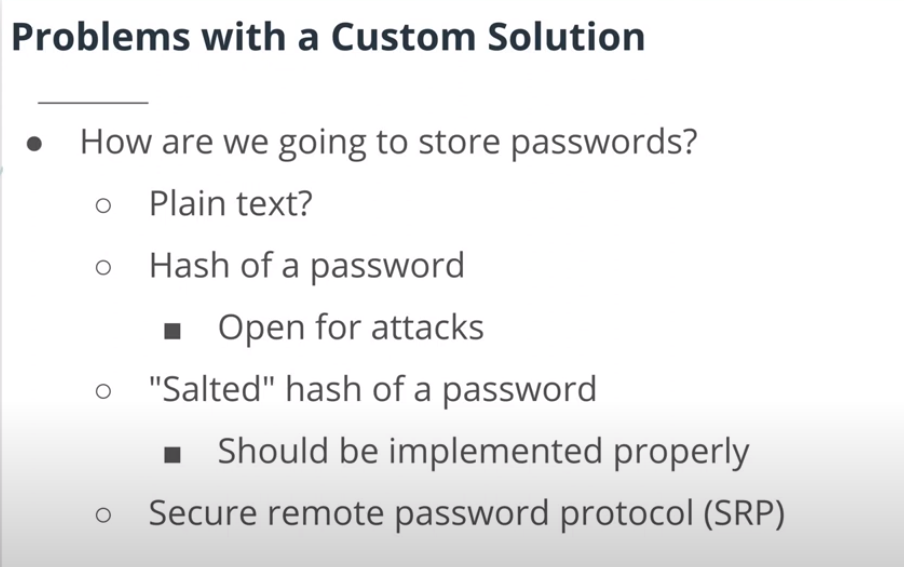 Problems with a Custom Solution
● How are we going to store passwords?
○ Plain text?
○ Hash of a password
■ Open for attacks
○ "Salted" hash of a password
■ Should be implemented properly
○ Secure remote password protocol (SRP)